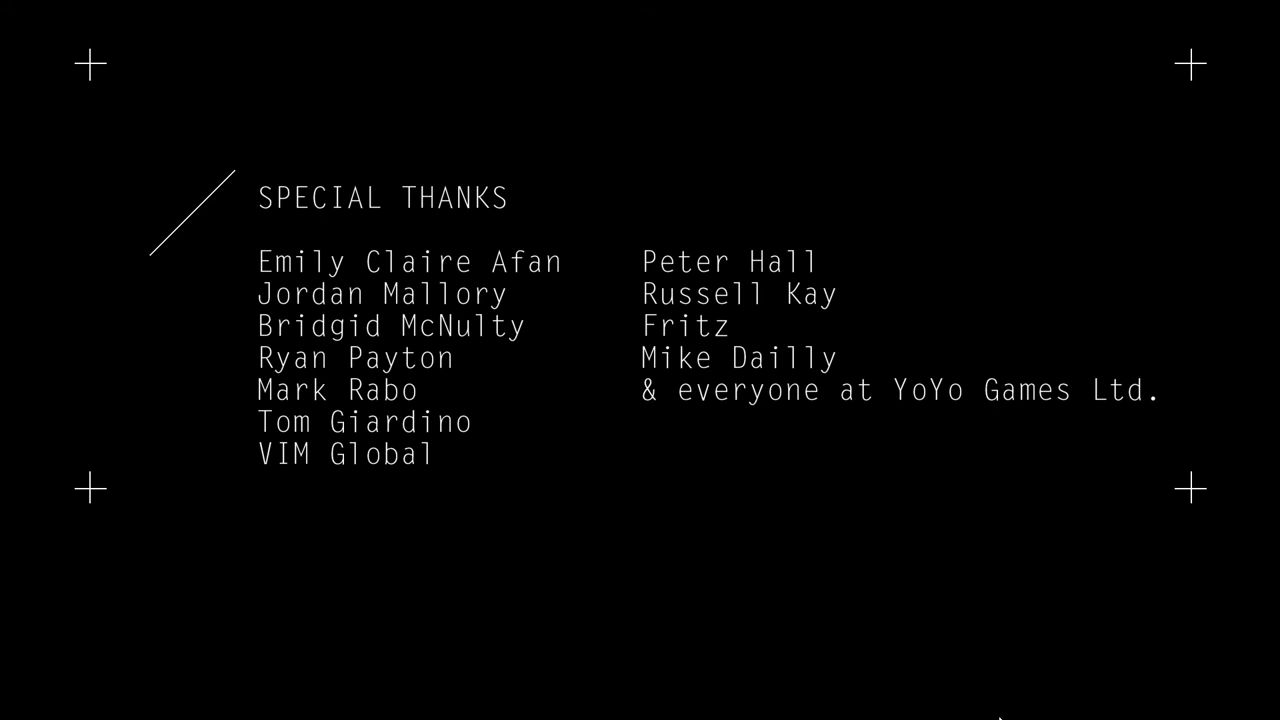 SPECIAL THANKS
Emily Claire Afan
Jordan Mallory
Bridgid McNulty
Ryan Payton
Mark Rabo
Tom Giardino
VIM Global
Peter Hall
Russell Kay
Fritz
Mike Dailly
& everyone at YoYo Games Ltd.